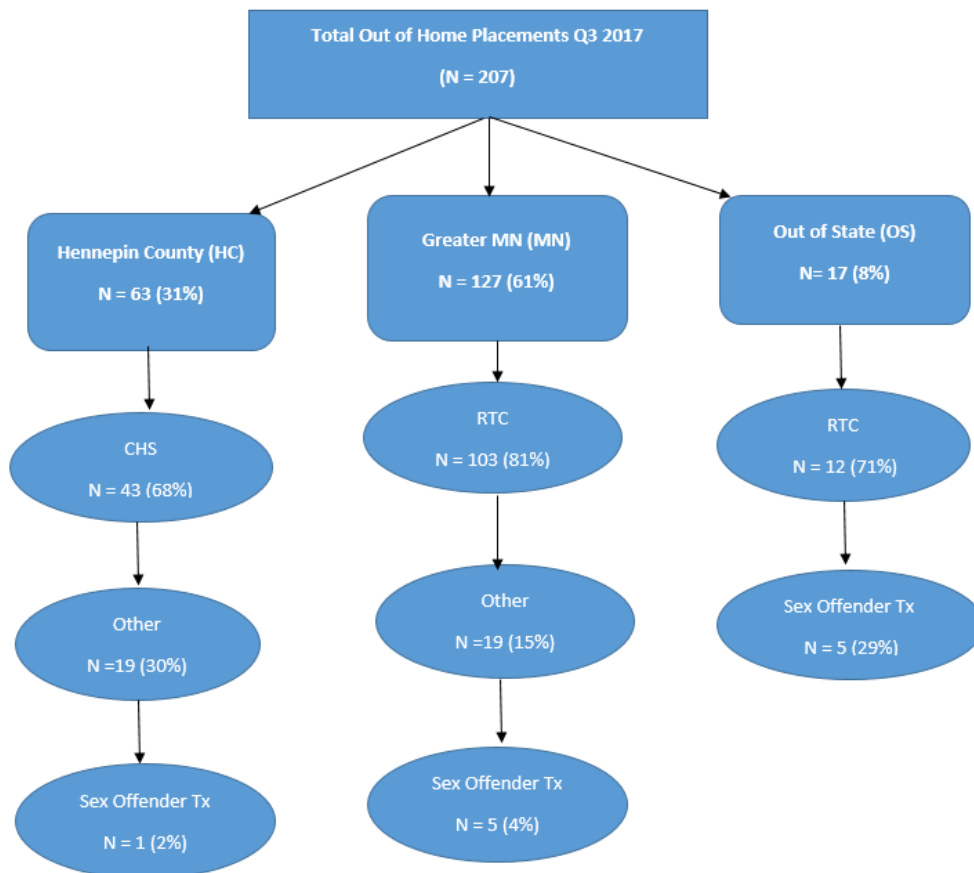 Total Out of Home Placements Q3 2017
(N = 207)
Hennepin County (HC)
N = 63 (31%)
Greater MN (MN)
N = 127 (61%)
Out of State (OS)
N= 17 (8%)
CHS
N = 43 (68%)
RTC
N = 103 (81%)
RTC
N = 12 (71%)
Other
N =19 (30%)
Other
N =19 (15%)
Sex Offender Tx
N = 5 (29%)
Sex Offender Tx
N = 1 (2%)
Sex Offender Tx
N = 5 (4%)